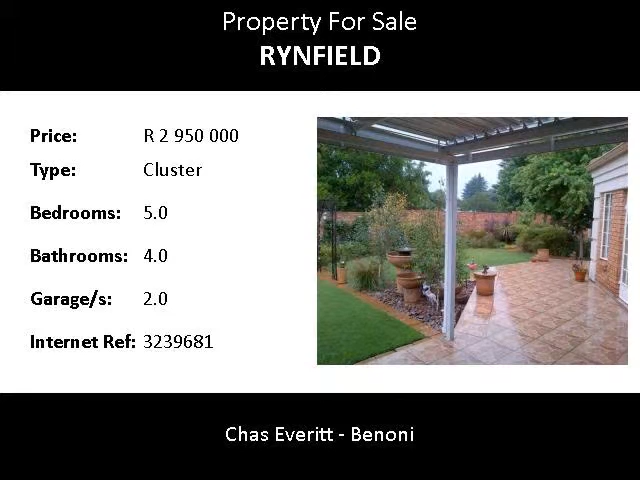 Property For Sale
RYNFIELD
Price: R 2 950 000
Type: Cluster
Bedrooms: 5.0
Bathrooms: 4.0
Garage/s: 2.0
Internet Ref: 3239681
Chas Everitt - Benoni